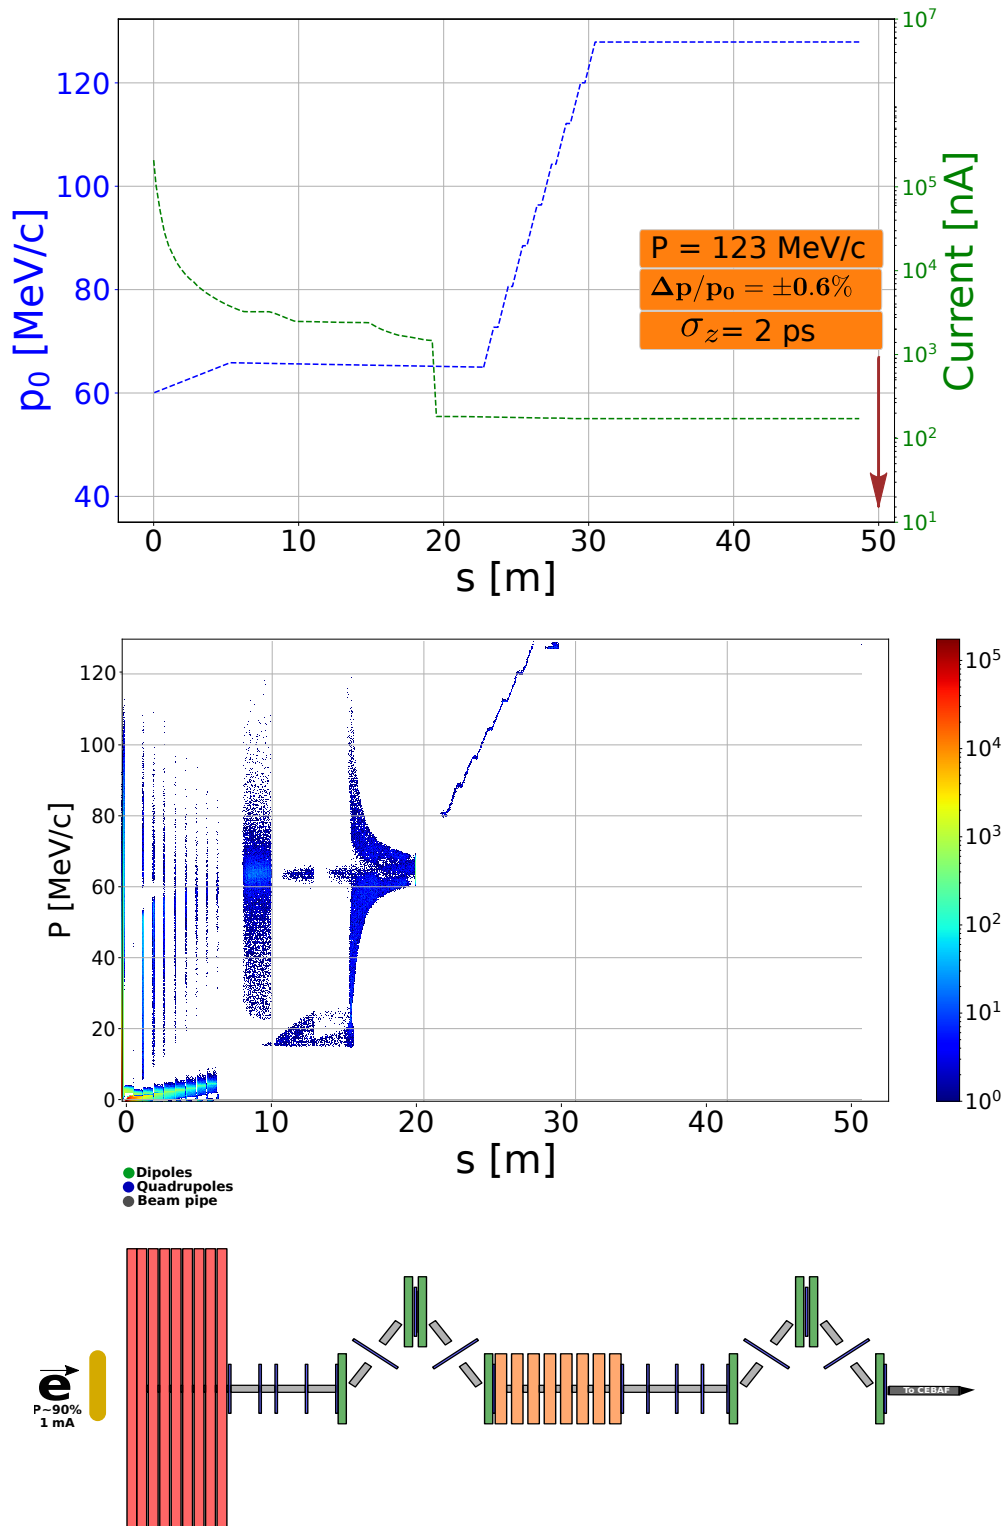 10⁷
120
100
80
60
40
p₀ [MeV/c]
10⁵
10⁴
10³
10²
10¹
Current [nA]
P = 123 MeV/c
Δp/p₀ = ±0.6%
σ_z = 2 ps
0 10 20 30 40 50
s [m]
120
100
80
60
40
20
0
P [MeV/c]
10⁵
10⁴
10³
10²
10¹
10⁰
0 10 20 30 40 50
s [m]
Dipoles
Quadrupoles
Beam pipe
e
P~90%
1 mA
To CEBAF